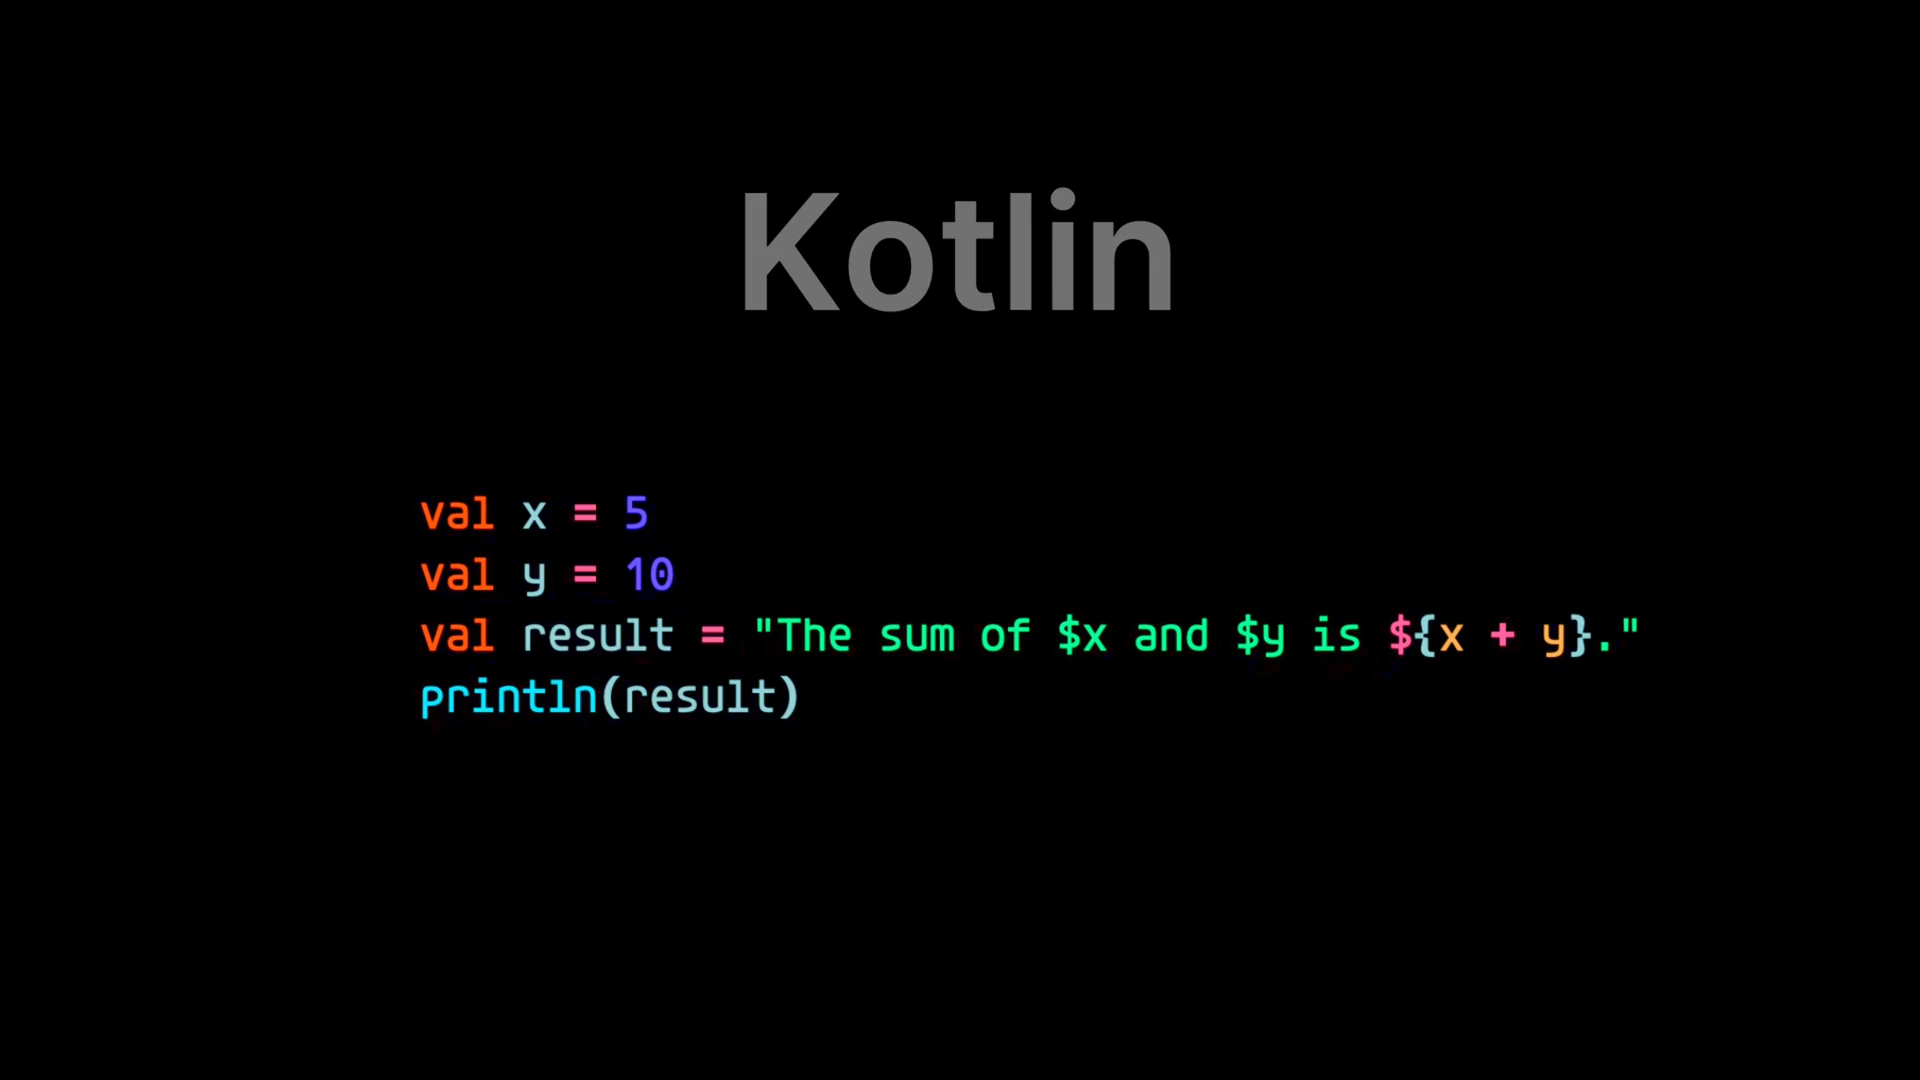 Kotlin
val x = 5
val y = 10
val result = "The sum of $x and $y is ${x + y}."
println(result)